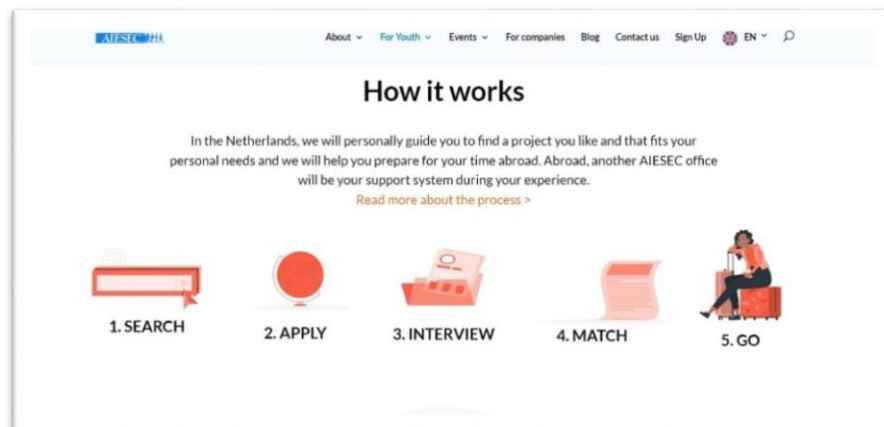 AIESEC About For Youth Events For companies Blog Contact us Sign Up EN
How it works
In the Netherlands, we will personally guide you to find a project you like and that fits your
personal needs and we will help you prepare for your time abroad. Abroad, another AIESEC office
will be your support system during your experience.
Read more about the process >
1. SEARCH 2. APPLY 3. INTERVIEW 4. MATCH 5. GO